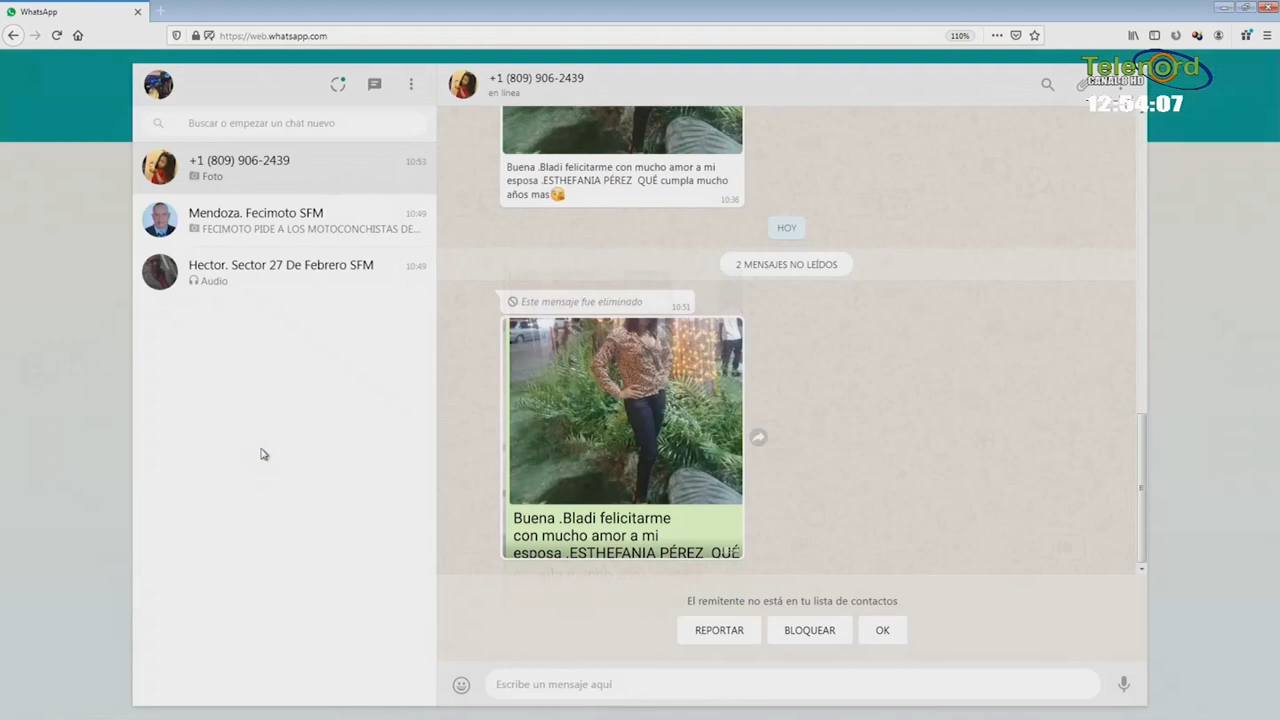 WhatsApp
https://web.whatsapp.com
110%
Telenord
CANAL 8 HD
12:54:07
+1 (809) 906-2439
en línea
Buscar o empezar un chat nuevo
+1 (809) 906-2439
10:53
Foto
Mendoza. Fecimoto SFM
10:49
FECIMOTO PIDE A LOS MOTOCONCHISTAS DE...
Hector. Sector 27 De Febrero SFM
10:49
Audio
Buena .Bladi felicitarme con mucho amor a mi
esposa .ESTHEFANIA PÉREZ QUÉ cumpla mucho
años mas
10:36
HOY
2 MENSAJES NO LEÍDOS
Este mensaje fue eliminado
10:51
Buena .Bladi felicitarme
con mucho amor a mi
esposa .ESTHEFANIA PÉREZ QUÉ
El remitente no está en tu lista de contactos
REPORTAR
BLOQUEAR
OK
Escribe un mensaje aquí